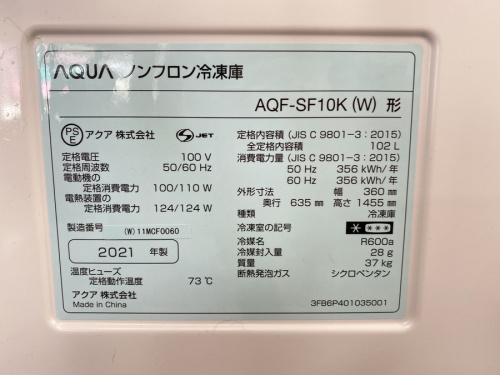 AQUA ノンフロン冷凍庫
AQF-SF10K (W) 形
PSE アクア 株式会社 S JET
定格電圧 100 V
定格周波数 50/60 Hz
電動機の
定格消費電力 100/110 W
電熱装置の
定格消費電力 124/124 W
製造番号 (W)11MCF0060
2021 年製
温度ヒューズ
定格動作温度 73℃
アクア 株式会社
Made in China
定格内容積 (JIS C 9801-3:2015)
全定格内容積 102 L
消費電力量 (JIS C 9801-3:2015)
50 Hz 356 kWh/年
60 Hz 356 kWh/年
外形寸法 幅 360 mm
奥行 635 mm 高さ 1455 mm
種類 冷凍庫
冷凍室の記号 ＊＊＊＊
冷媒名 R600a
冷媒封入量 28 g
質量 37 kg
断熱発泡ガス シクロペンタン
3FB6P401035001